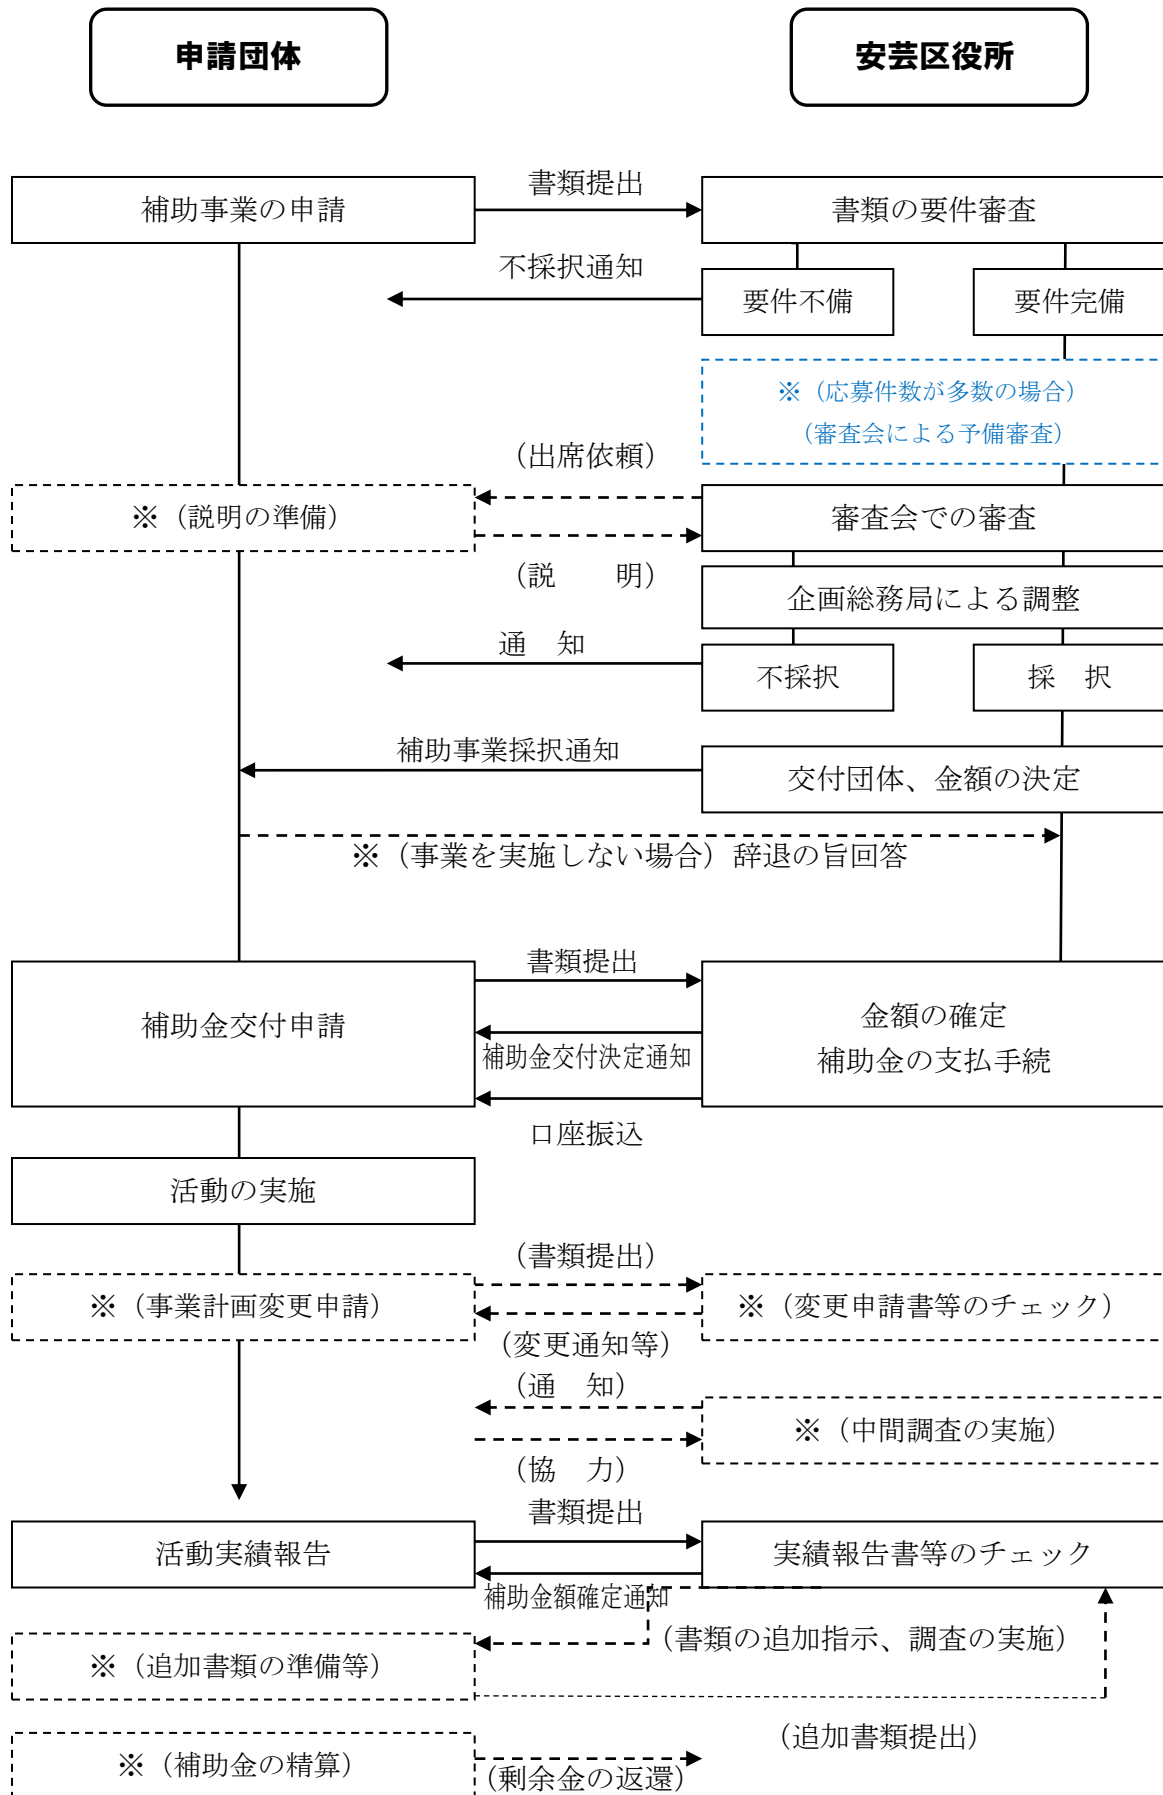 申請団体
安芸区役所
書類提出
補助事業の申請
書類の要件審査
不採択通知
要件不備
要件完備
※（応募件数が多数の場合）
（審査会による予備審査）
（出席依頼）
※（説明の準備）
審査会での審査
（説　明）
企画総務局による調整
通　知
不採択
採　択
補助事業採択通知
交付団体、金額の決定
※（事業を実施しない場合）辞退の旨回答
書類提出
補助金交付申請
金額の確定
補助金の支払手続
補助金交付決定通知
口座振込
活動の実施
（書類提出）
※（事業計画変更申請）
※（変更申請書等のチェック）
（変更通知等）
（通　知）
※（中間調査の実施）
（協　力）
書類提出
活動実績報告
実績報告書等のチェック
補助金額確定通知
（書類の追加指示、調査の実施）
※（追加書類の準備等）
（追加書類提出）
※（補助金の精算）
（剰余金の返還）